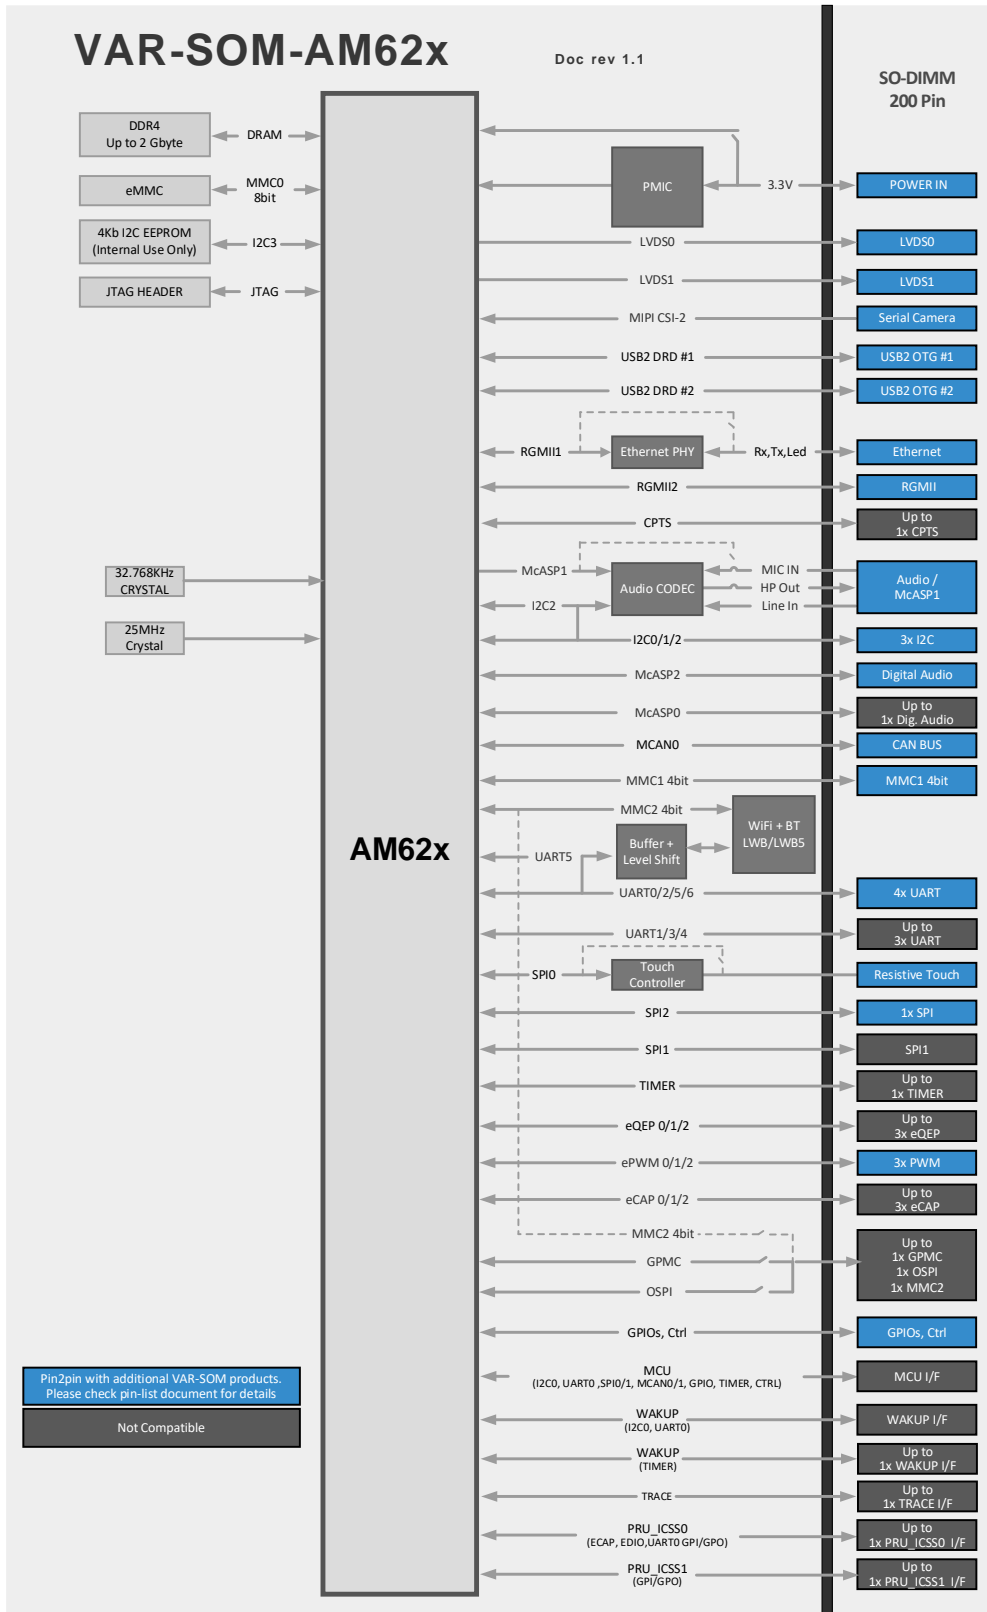 VAR-SOM-AM62x
Doc rev 1.1
SO-DIMM
200 Pin
DDR4
Up to 2 Gbyte
DRAM
eMMC
MMC0
8bit
4Kb I2C EEPROM
(Internal Use Only)
I2C3
JTAG HEADER
JTAG
32.768KHz
CRYSTAL
25MHz
Crystal
AM62x
PMIC
3.3V
POWER IN
LVDS0
LVDS0
LVDS1
LVDS1
MIPI CSI-2
Serial Camera
USB2 DRD #1
USB2 OTG #1
USB2 DRD #2
USB2 OTG #2
RGMII1
Ethernet PHY
Rx,Tx,Led
Ethernet
RGMII2
RGMII
CPTS
Up to
1x CPTS
McASP1
I2C2
Audio CODEC
MIC IN
HP Out
Line In
Audio /
McASP1
I2C0/1/2
3x I2C
McASP2
Digital Audio
McASP0
Up to
1x Dig. Audio
MCAN0
CAN BUS
MMC1 4bit
MMC1 4bit
MMC2 4bit
WiFi + BT
LWB/LWB5
Buffer +
Level Shift
UART5
UART0/2/5/6
4x UART
UART1/3/4
Up to
3x UART
SPI0
Touch
Controller
Resistive Touch
SPI2
1x SPI
SPI1
SPI1
TIMER
Up to
1x TIMER
eQEP 0/1/2
Up to
3x eQEP
ePWM 0/1/2
3x PWM
eCAP 0/1/2
Up to
3x eCAP
MMC2 4bit
GPMC
OSPI
Up to
1x GPMC
1x OSPI
1x MMC2
GPIOs, Ctrl
GPIOs, Ctrl
MCU
(I2C0, UART0 ,SPI0/1, MCAN0/1, GPIO, TIMER, CTRL)
MCU I/F
WAKUP
(I2C0, UART0)
WAKUP I/F
WAKUP
(TIMER)
Up to
1x WAKUP I/F
TRACE
Up to
1x TRACE I/F
PRU_ICSS0
(ECAP, EDIO,UART0 GPI/GPO)
Up to
1x PRU_ICSS0 I/F
PRU_ICSS1
(GPI/GPO)
Up to
1x PRU_ICSS1 I/F
Pin2pin with additional VAR-SOM products.
Please check pin-list document for details
Not Compatible